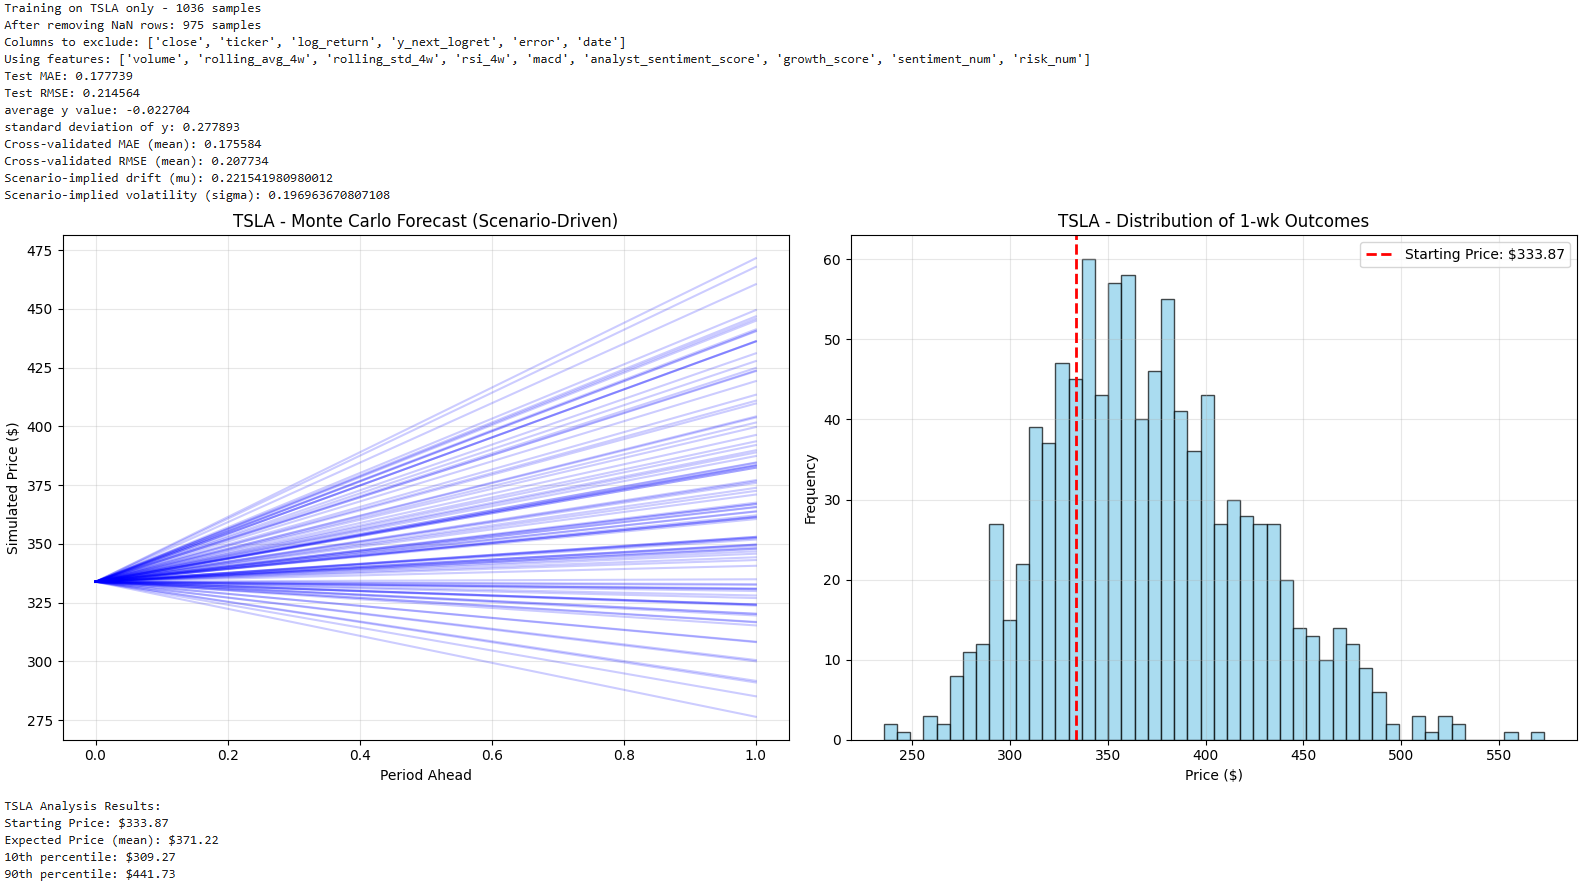 Training on TSLA only - 1036 samples
After removing NaN rows: 975 samples
Columns to exclude: ['close', 'ticker', 'log_return', 'y_next_logret', 'error', 'date']
Using features: ['volume', 'rolling_avg_4w', 'rolling_std_4w', 'rsi_4w', 'macd', 'analyst_sentiment_score', 'growth_score', 'sentiment_num', 'risk_num']
Test MAE: 0.177739
Test RMSE: 0.214564
average y value: -0.022704
standard deviation of y: 0.277893
Cross-validated MAE (mean): 0.175584
Cross-validated RMSE (mean): 0.207734
Scenario-implied drift (mu): 0.221541980980012
Scenario-implied volatility (sigma): 0.196963670807108
TSLA - Monte Carlo Forecast (Scenario-Driven)
475
450
425
400
375
350
325
300
275
Simulated Price ($)
0.0 0.2 0.4 0.6 0.8 1.0
Period Ahead
TSLA - Distribution of 1-wk Outcomes
Starting Price: $333.87
60
50
40
30
20
10
0
Frequency
250 300 350 400 450 500 550
Price ($)
TSLA Analysis Results:
Starting Price: $333.87
Expected Price (mean): $371.22
10th percentile: $309.27
90th percentile: $441.73